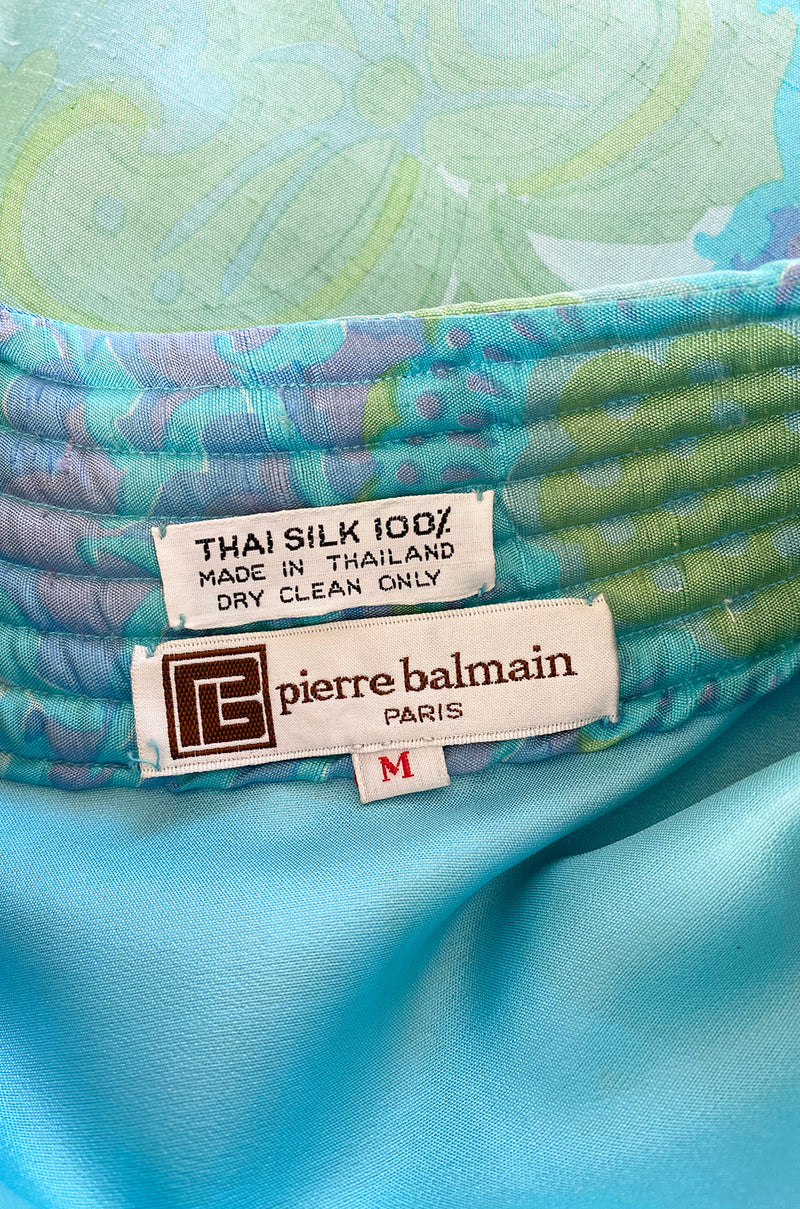 THAI SILK 100%
MADE IN THAILAND
DRY CLEAN ONLY
pierre balmain
PARIS
M